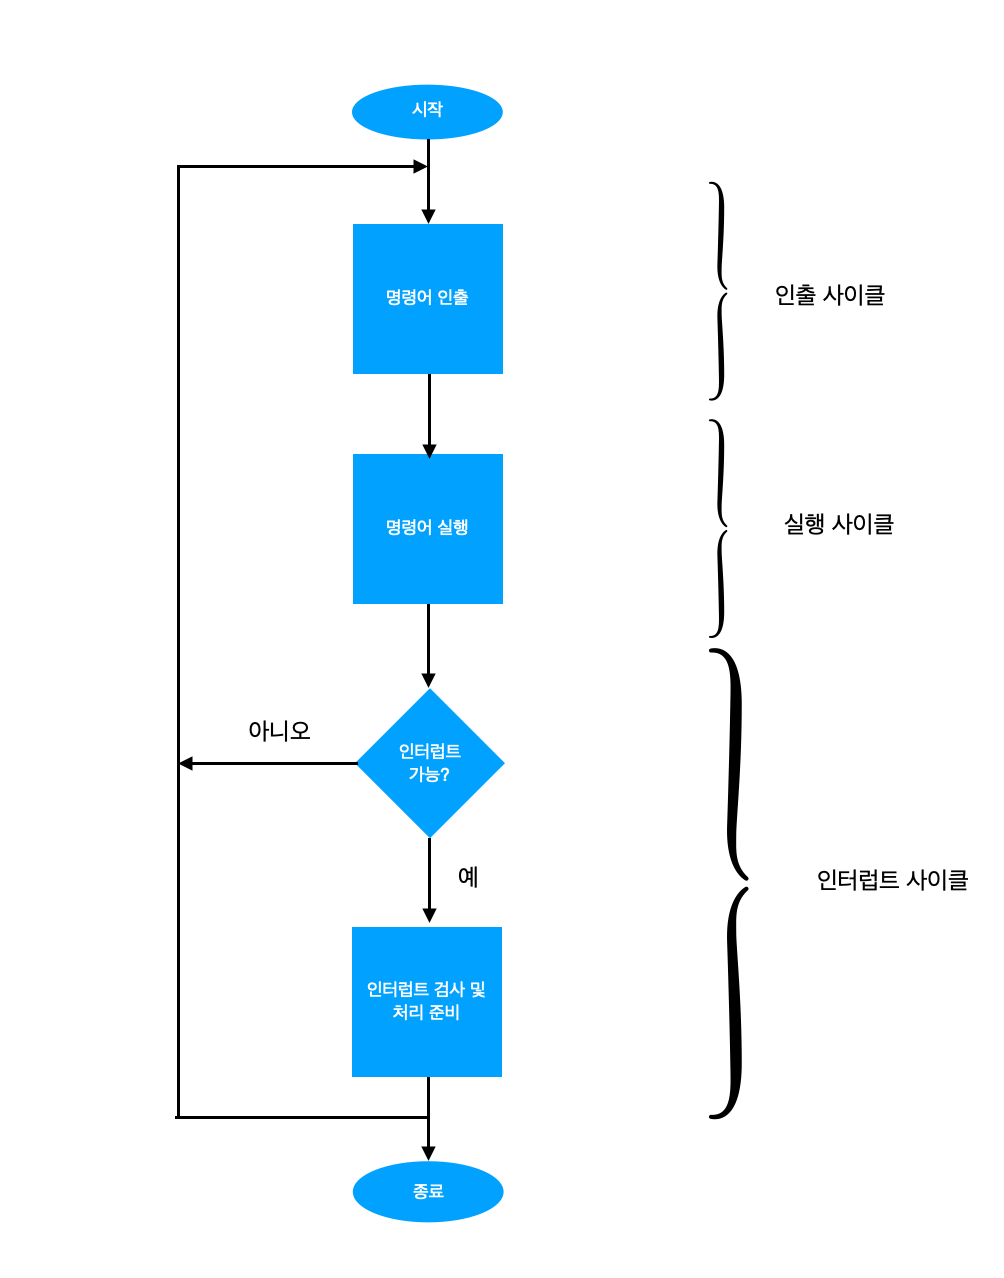 시작
명령어 인출
인출 사이클
명령어 실행
실행 사이클
아니오
인터럽트
가능?
예
인터럽트 사이클
인터럽트 검사 및
처리 준비
종료